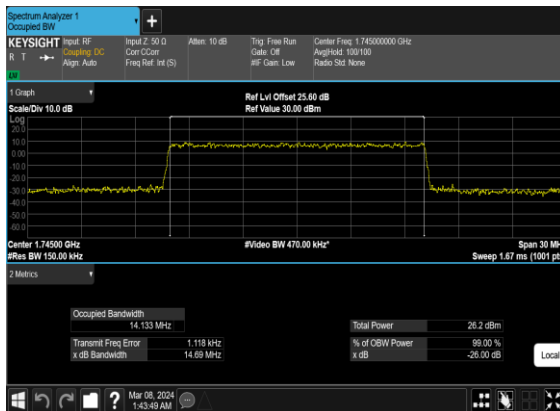 Spectrum Analyzer 1
Occupied BW
KEYSIGHT
R T
Input: RF
Coupling: DC
Align: Auto
Input Z: 50 Ω
Corr CCorr
Freq Ref: Int (S)
Atten: 10 dB
Trig: Free Run
Gate: Off
#IF Gain: Low
Center Freq: 1.745000000 GHz
Avg|Hold: 100/100
Radio Std: None
1 Graph
Scale/Div 10.0 dB
Ref Lvl Offset 25.60 dB
Ref Value 30.00 dBm
Log
20.0
10.0
0.00
-10.0
-20.0
-30.0
-40.0
-50.0
-60.0
Center 1.74500 GHz
#Res BW 150.00 kHz
#Video BW 470.00 kHz*
Span 30 MH
Sweep 1.67 ms (1001 pts
2 Metrics
Occupied Bandwidth
14.133 MHz
Transmit Freq Error 1.118 kHz
x dB Bandwidth 14.69 MHz
Total Power 26.2 dBm
% of OBW Power 99.00 %
x dB -26.00 dB
Local
Mar 08, 2024
1:43:49 AM